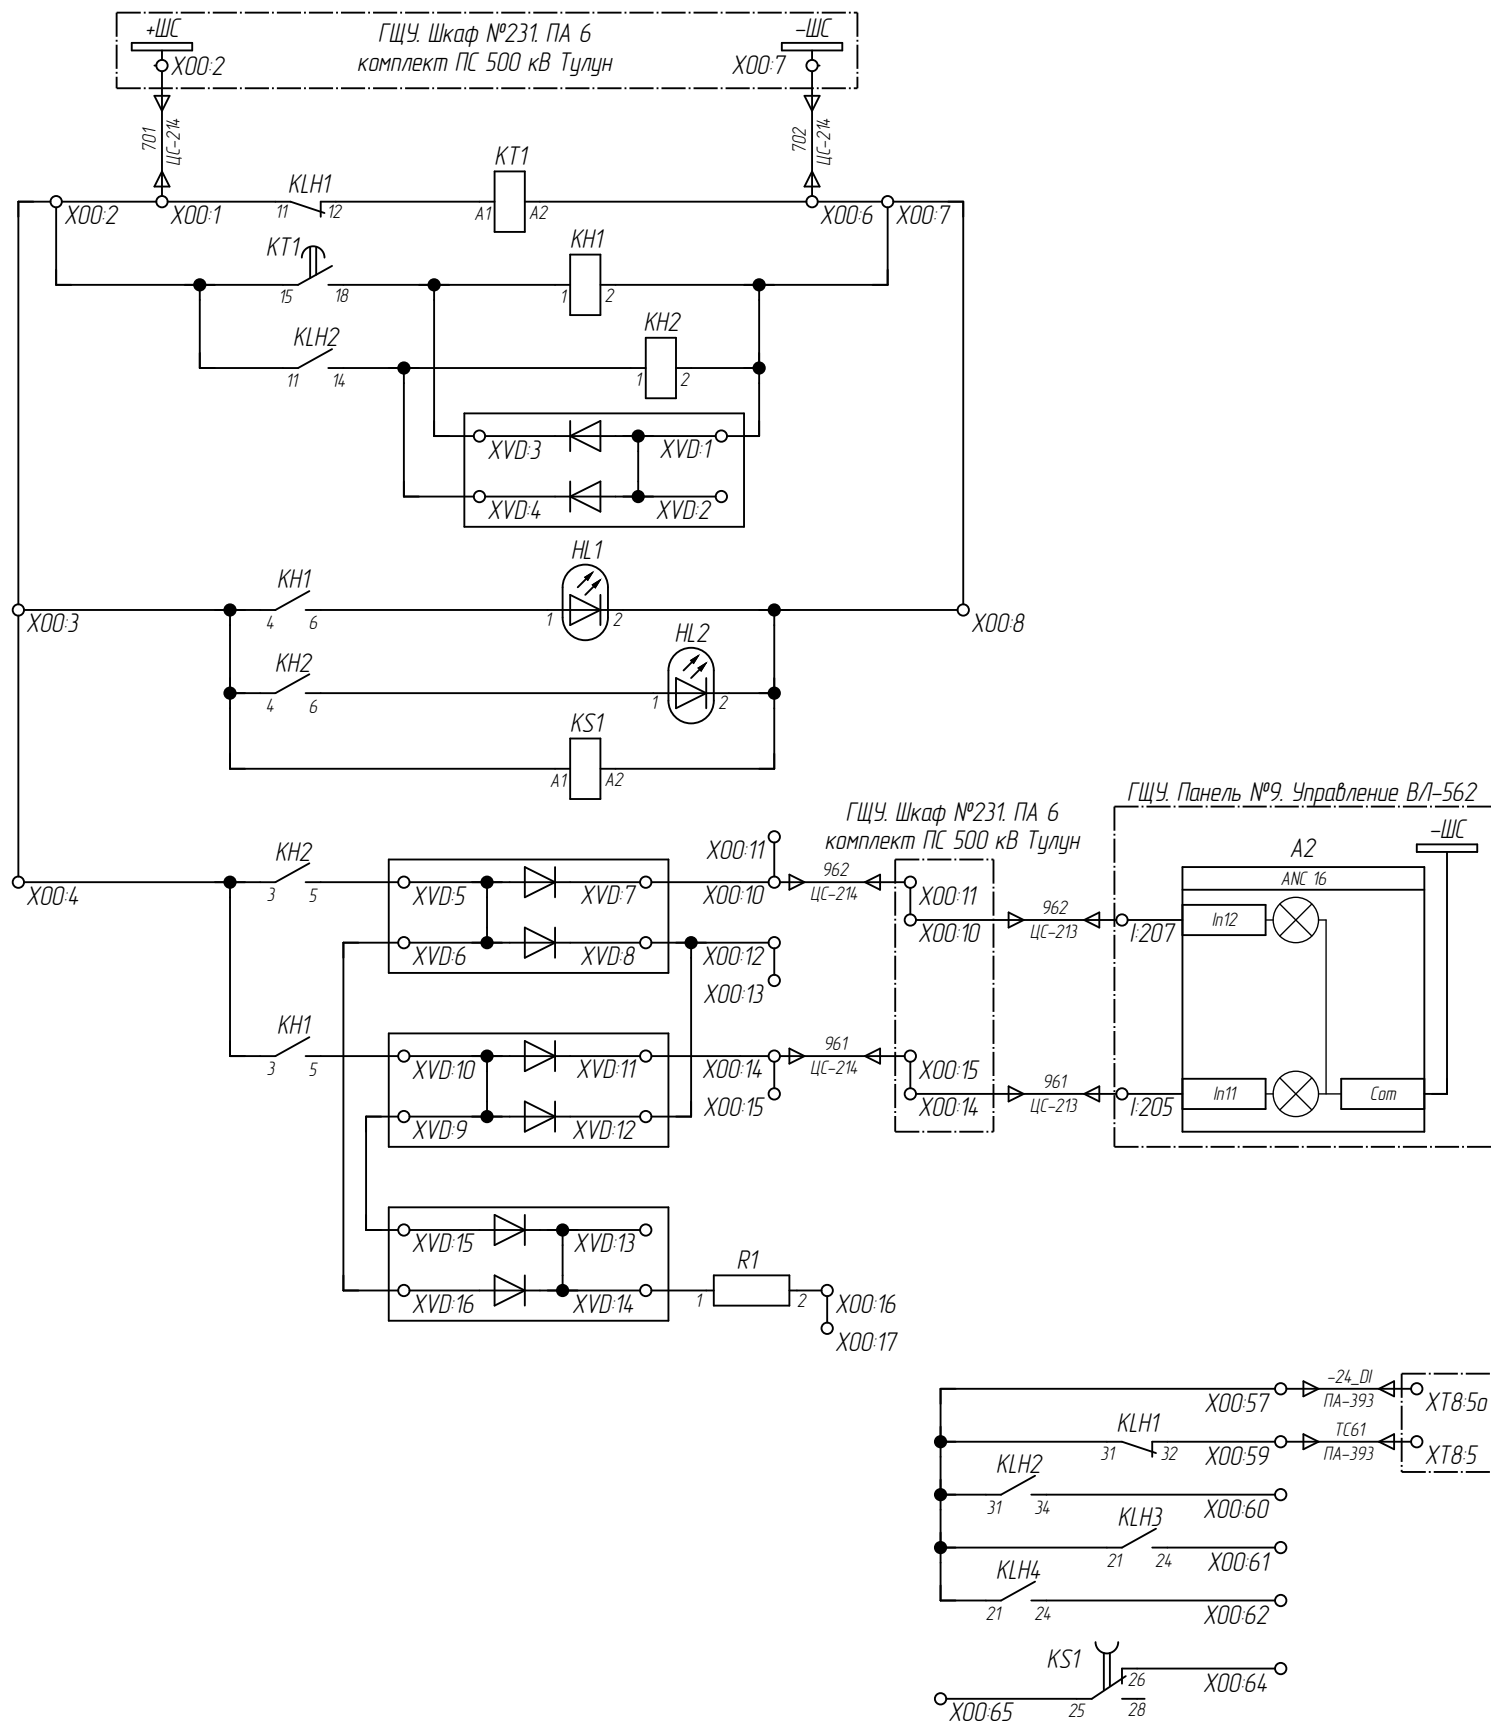 +ШС
ГЩУ. Шкаф №231. ПА 6
комплект ПС 500 кВ Тулун
-ШС
X00:2
X00:7
701
ЦС-214
702
ЦС-214
KLH1
KT1
X00:2
X00:1
11
12
A1
A2
X00:6
X00:7
KT1
KH1
15
18
1
2
KLH2
KH2
11
14
1
2
XVD:3
XVD:1
XVD:4
XVD:2
KH1
HL1
X00:3
4
6
1
2
X00:8
KH2
HL2
4
6
1
2
KS1
A1
A2
ГЩУ. Шкаф №231. ПА 6
комплект ПС 500 кВ Тулун
ГЩУ. Панель №9. Управление ВЛ-562
-ШС
A2
ANC 16
KH2
X00:4
3
5
XVD:5
XVD:7
X00:11
X00:10
962
ЦС-214
X00:11
X00:10
962
ЦС-213
I:207
In12
XVD:6
XVD:8
X00:12
X00:13
KH1
3
5
XVD:10
XVD:11
X00:14
X00:15
961
ЦС-214
X00:15
X00:14
961
ЦС-213
I:205
In11
Com
XVD:9
XVD:12
XVD:15
XVD:13
XVD:16
XVD:14
R1
1
2
X00:16
X00:17
X00:57
-24_DI
ПА-393
XT8:5a
KLH1
31
32
X00:59
TC61
ПА-393
XT8:5
KLH2
31
34
X00:60
KLH3
21
24
X00:61
KLH4
21
24
X00:62
KS1
26
X00:64
X00:65
25
28